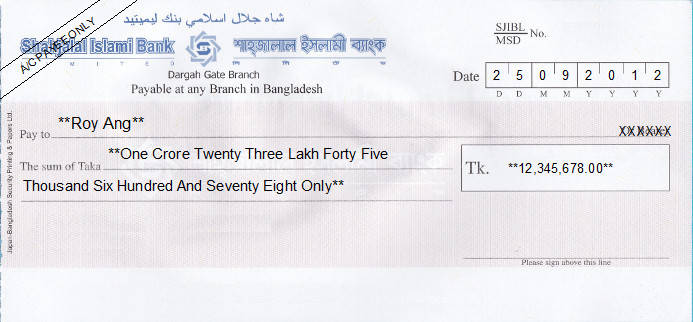 شاه جلال اسلامي بنك ليميتيد
A/C PAYEE ONLY
Shahjalal Islami Bank শাহ্‌জালাল ইসলামী ব্যাংক
LIMITED লি মি টে ড
Dargah Gate Branch
Payable at any Branch in Bangladesh
SJIBL
MSD No.
Date 2 5 0 9 2 0 1 2
D D M M Y Y Y Y
Pay to **Roy Ang** XXXXXX
The sum of Taka **One Crore Twenty Three Lakh Forty Five
Thousand Six Hundred And Seventy Eight Only**
Tk. **12,345,678.00**
Please sign above this line
Japan-Bangladesh Security Printing & Papers Ltd.